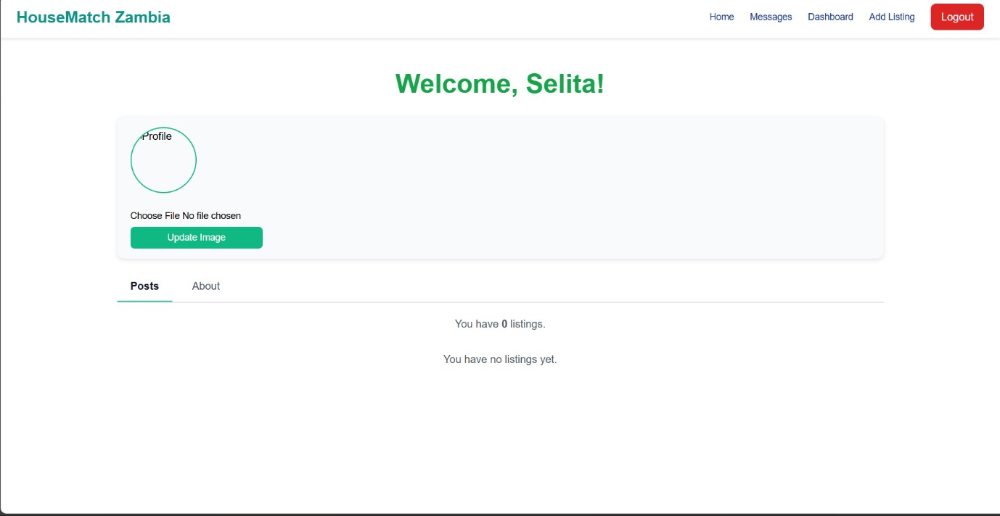 HouseMatch Zambia
Home Messages Dashboard Add Listing Logout
Welcome, Selita!
Profile
Choose File No file chosen
Update Image
Posts About
You have 0 listings.
You have no listings yet.